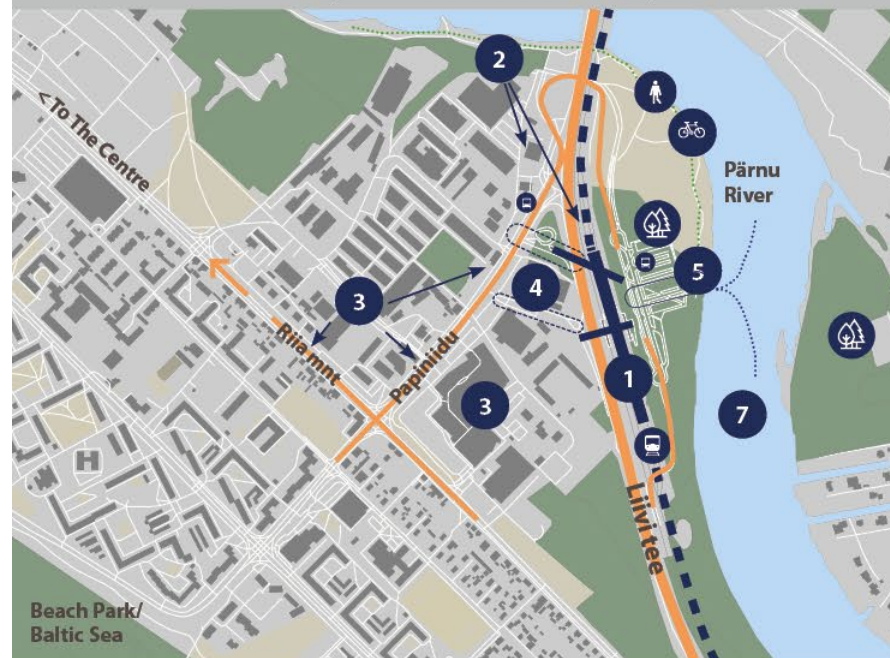 2
<To The Centre
Pärnu
River
5
4
3
Riia mnt
Papiniidu
3
1
7
H
Liivi tee
Beach Park/
Baltic Sea